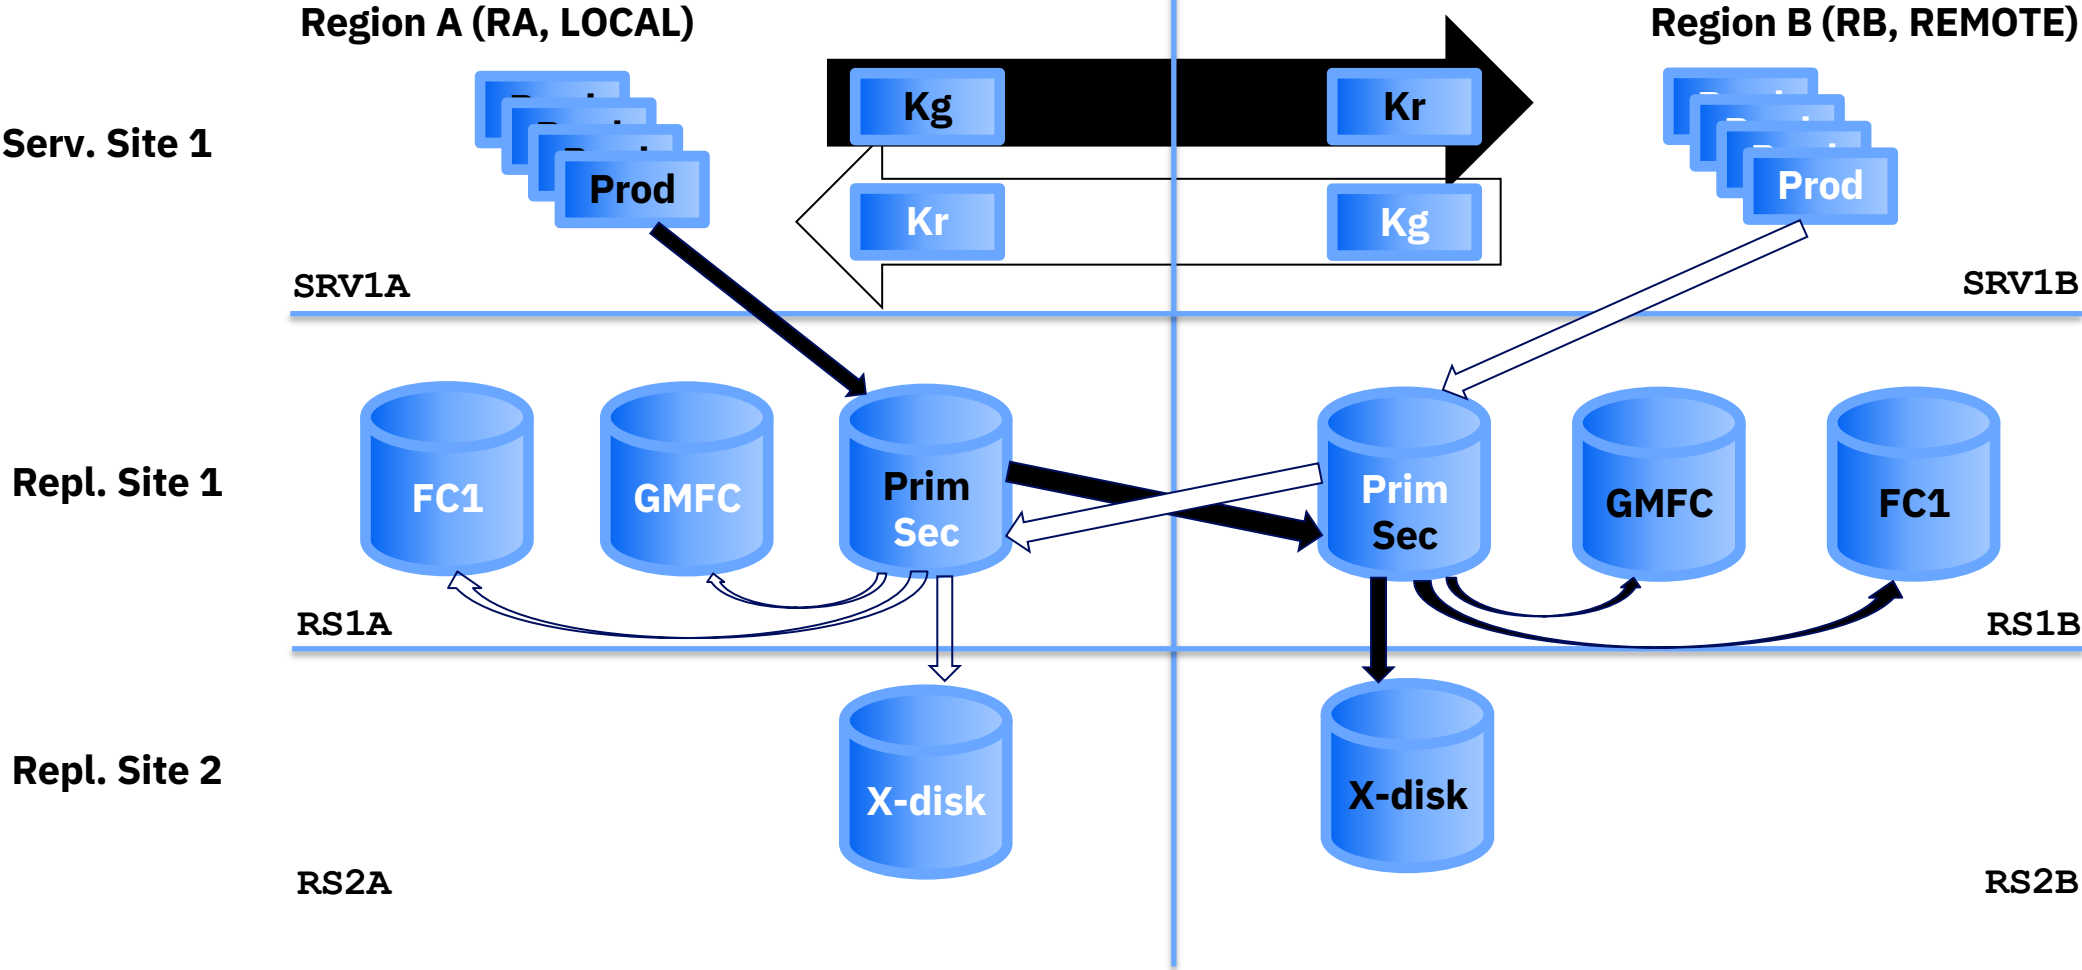 Region A (RA, LOCAL)
Region B (RB, REMOTE)
Serv. Site 1
Prod
Kg
Kr
Kr
Kg
Prod
SRV1A
SRV1B
Repl. Site 1
FC1
GMFC
Prim
Sec
Prim
Sec
GMFC
FC1
RS1A
RS1B
Repl. Site 2
X-disk
X-disk
RS2A
RS2B